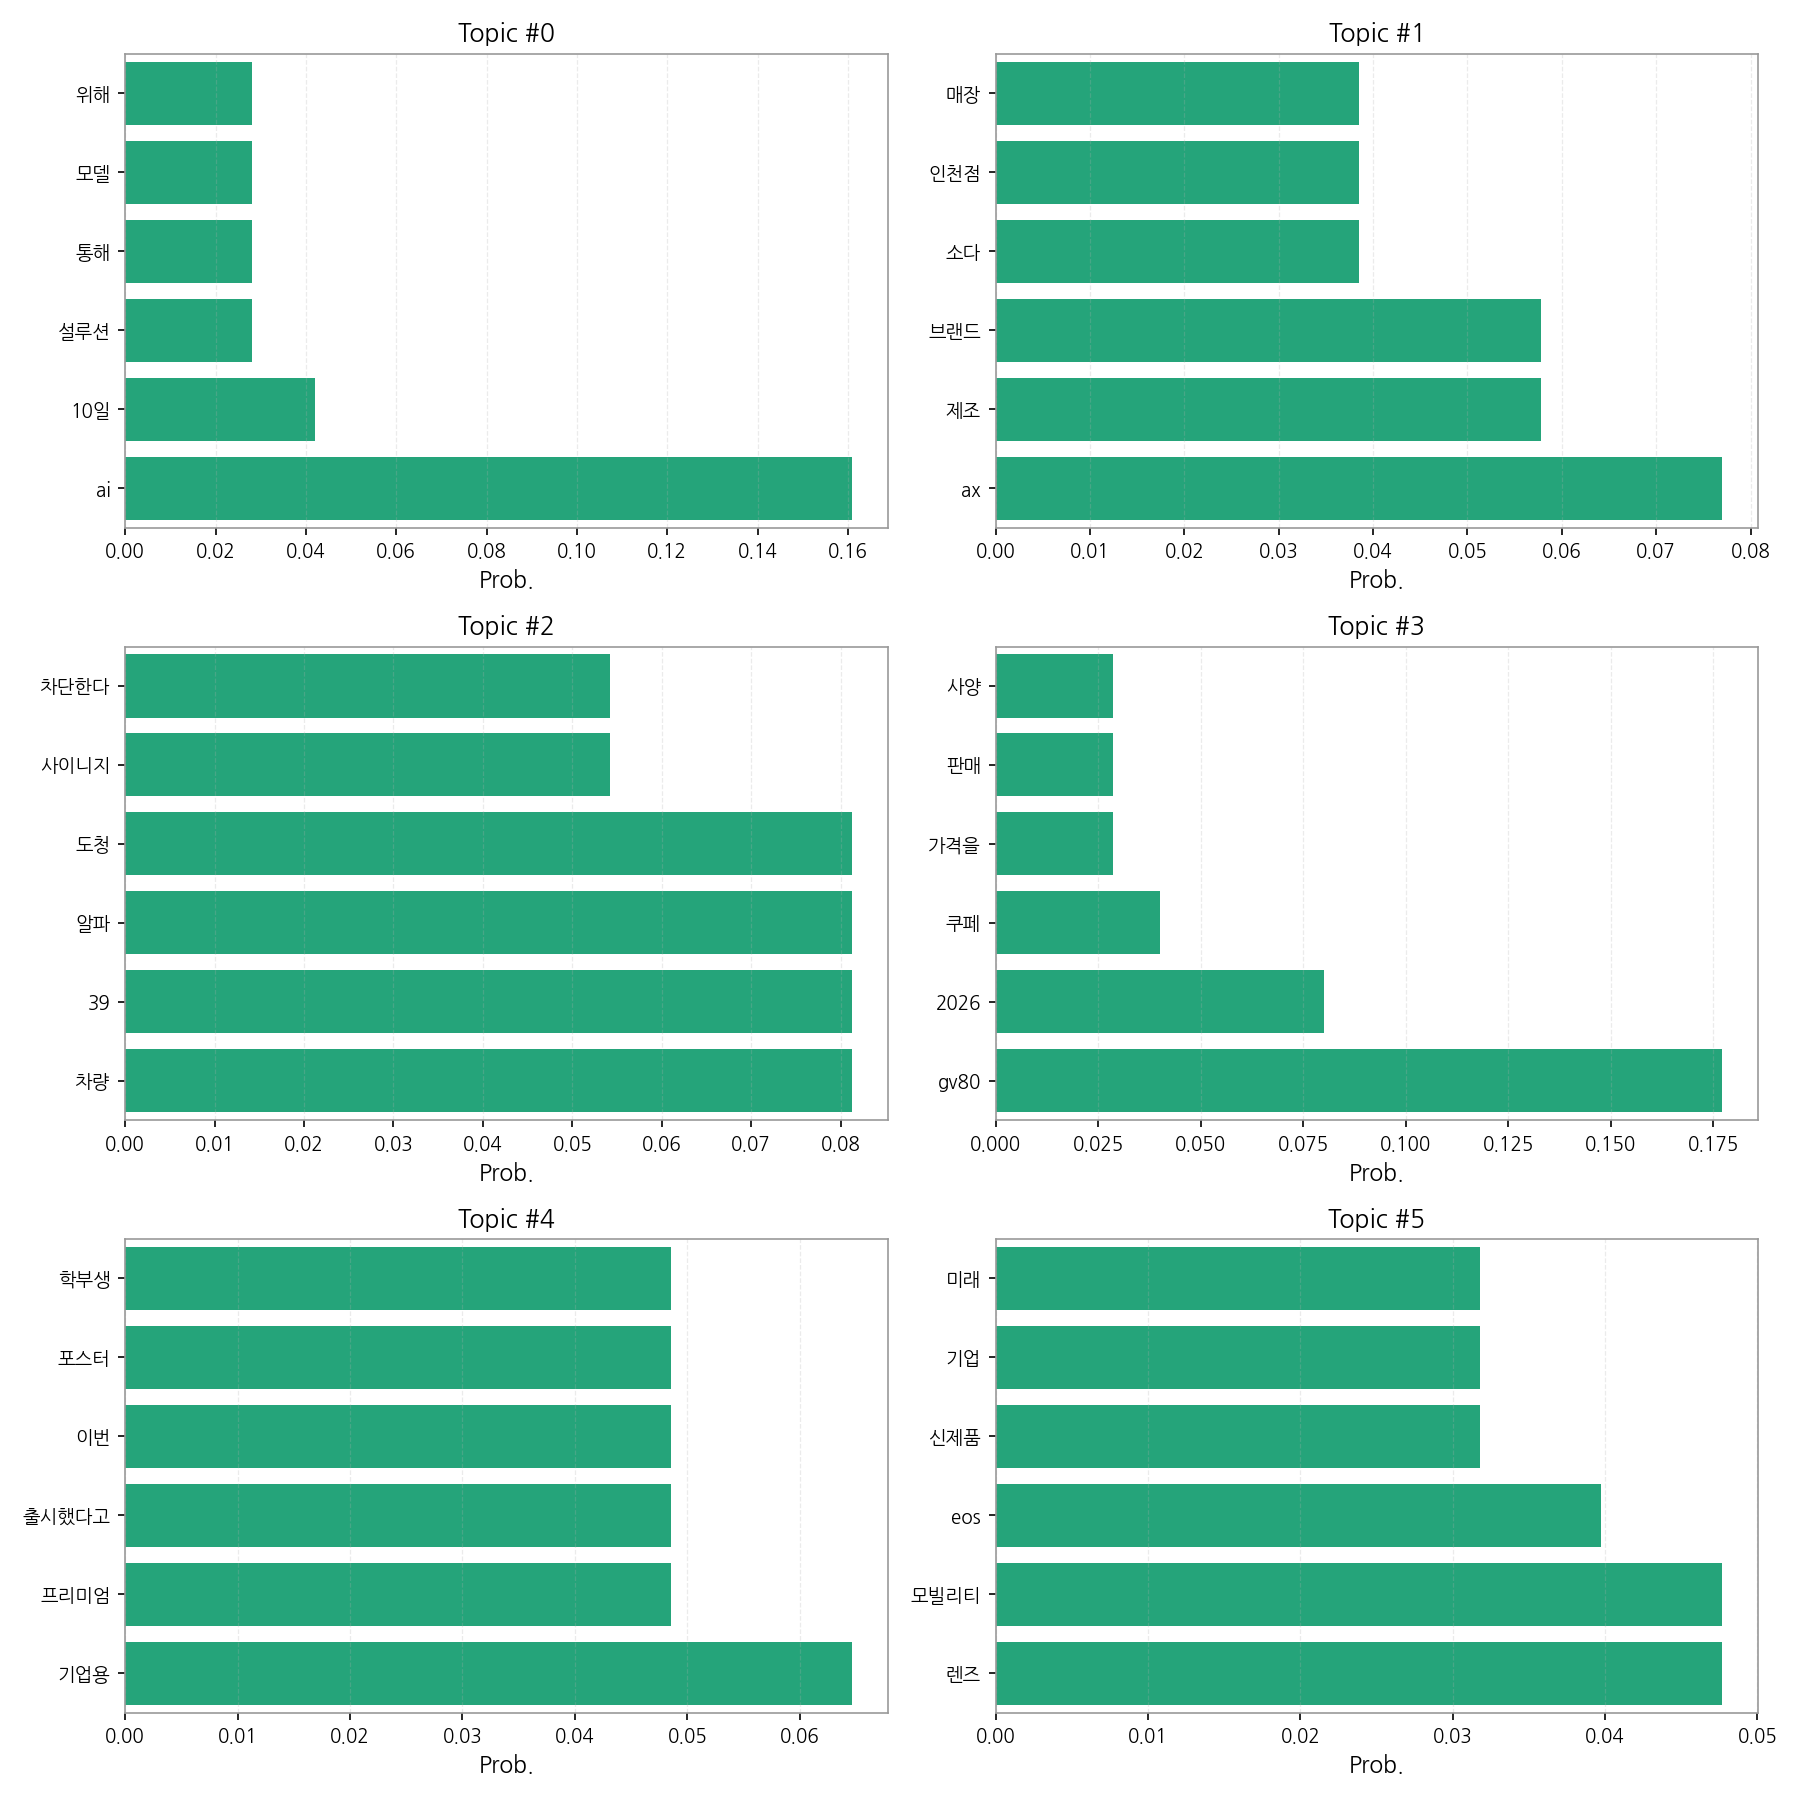 Topic #0
위해
모델
통해
설루션
10일
ai
0.00 0.02 0.04 0.06 0.08 0.10 0.12 0.14 0.16
Prob.
Topic #1
매장
인천점
소다
브랜드
제조
ax
0.00 0.01 0.02 0.03 0.04 0.05 0.06 0.07 0.08
Prob.
Topic #2
차단한다
사이니지
도청
알파
39
차량
0.00 0.01 0.02 0.03 0.04 0.05 0.06 0.07 0.08
Prob.
Topic #3
사양
판매
가격을
쿠페
2026
gv80
0.000 0.025 0.050 0.075 0.100 0.125 0.150 0.175
Prob.
Topic #4
학부생
포스터
이번
출시했다고
프리미엄
기업용
0.00 0.01 0.02 0.03 0.04 0.05 0.06
Prob.
Topic #5
미래
기업
신제품
eos
모빌리티
렌즈
0.00 0.01 0.02 0.03 0.04 0.05
Prob.